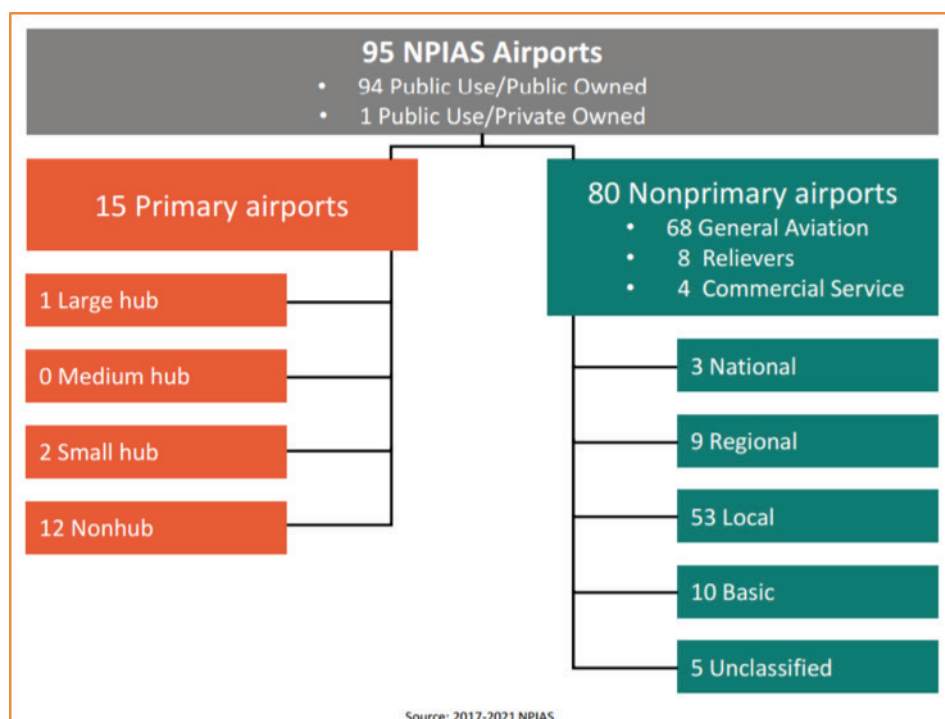 95 NPIAS Airports
• 94 Public Use/Public Owned
• 1 Public Use/Private Owned
15 Primary airports
1 Large hub
0 Medium hub
2 Small hub
12 Nonhub
80 Nonprimary airports
• 68 General Aviation
• 8 Relievers
• 4 Commercial Service
3 National
9 Regional
53 Local
10 Basic
5 Unclassified
Source: 2017-2021 NPIAS